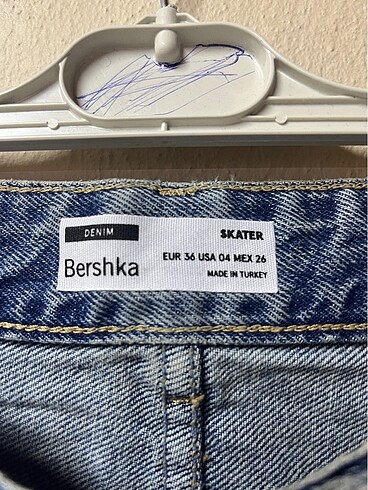 DENIM
Bershka
SKATER
EUR 36 USA 04 MEX 26
MADE IN TURKEY